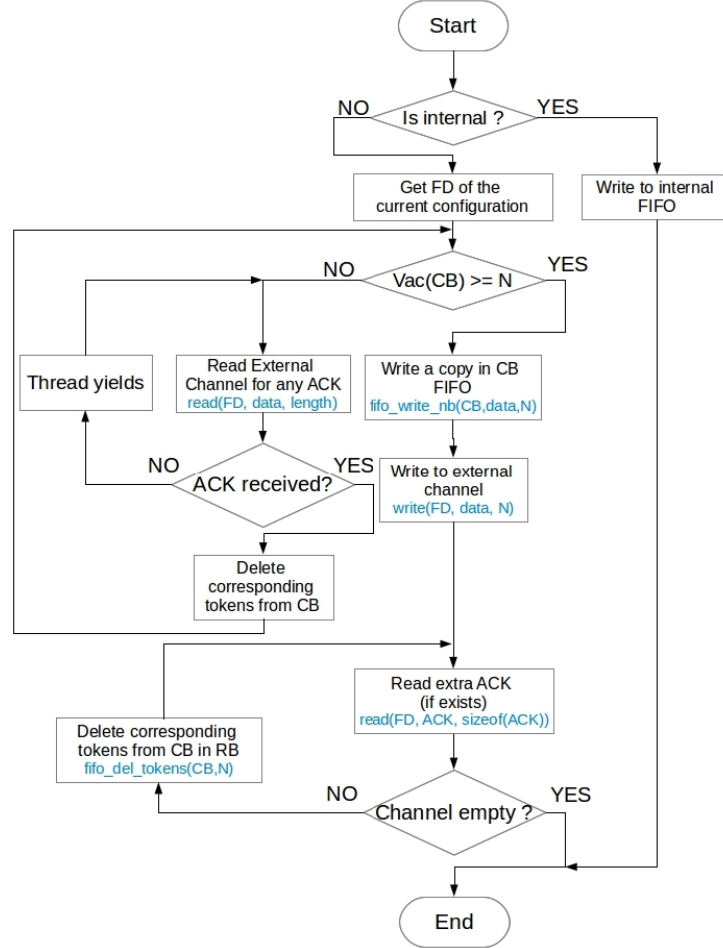 Start
NO
YES
Is internal ?
Get FD of the
current configuration
Write to internal
FIFO
NO
YES
Vac(CB) >= N
Thread yields
Read External
Channel for any ACK
read(FD, data, length)
Write a copy in CB
FIFO
fifo_write_nb(CB,data,N)
NO
YES
ACK received?
Write to external
channel
write(FD, data, N)
Delete
corresponding
tokens from CB
Read extra ACK
(if exists)
read(FD, ACK, sizeof(ACK))
Delete corresponding
tokens from CB in RB
fifo_del_tokens(CB,N)
NO
YES
Channel empty ?
End